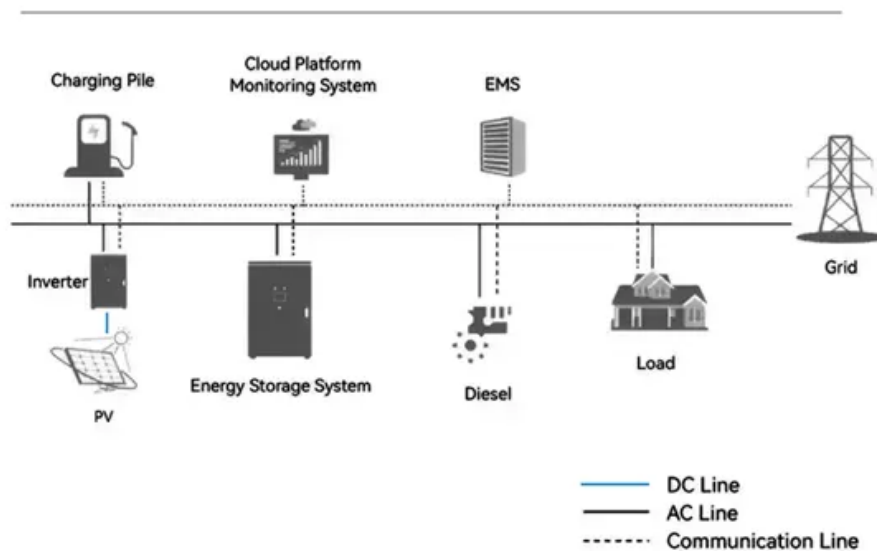 Charging Pile
Cloud Platform
Monitoring System
EMS
Grid
Inverter
PV
Energy Storage System
Diesel
Load
DC Line
AC Line
Communication Line